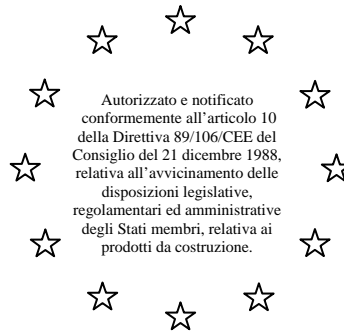 Autorizzato e notificato
conformemente all'articolo 10
della Direttiva 89/106/CEE del
Consiglio del 21 dicembre 1988,
relativa all'avvicinamento delle
disposizioni legislative,
regolamentari ed amministrative
degli Stati membri, relativa ai
prodotti da costruzione.